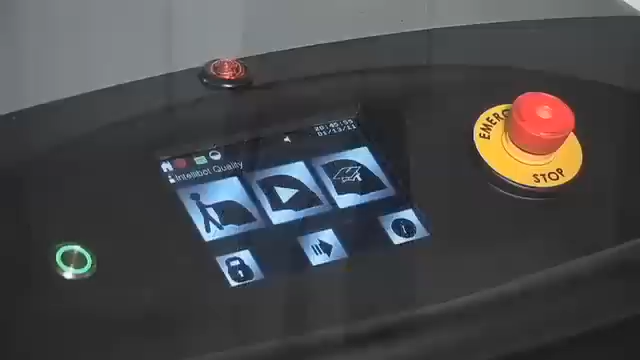 20:45:55
01/13/11
Intellibot Quality
EMERG
STOP